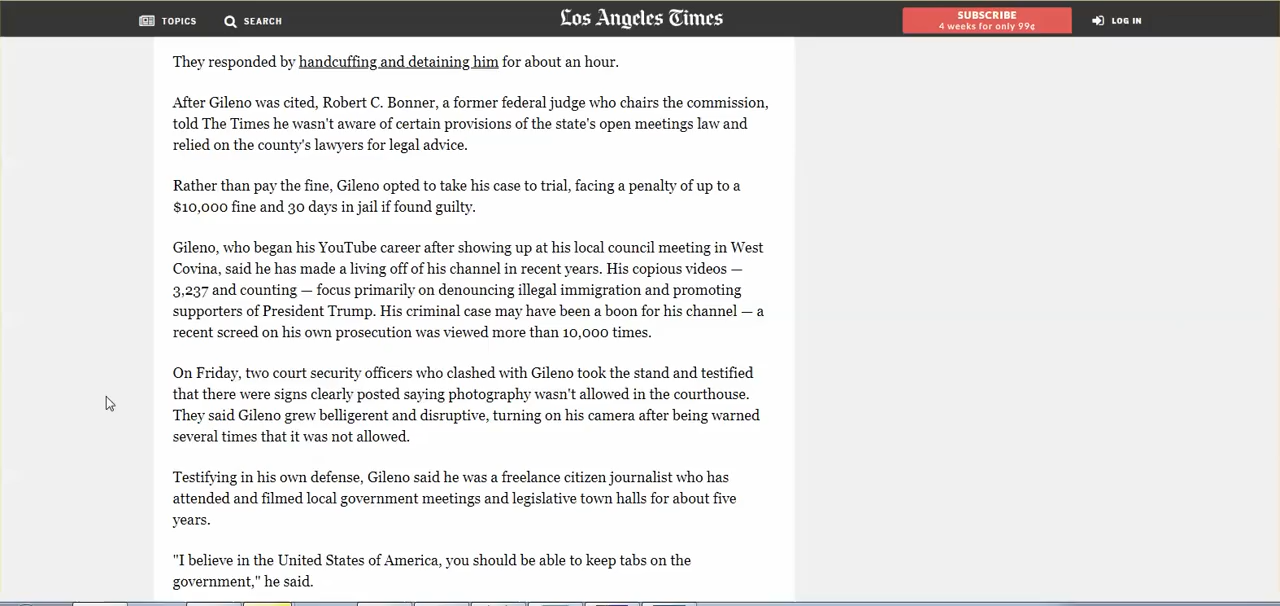 TOPICS
SEARCH
Los Angeles Times
SUBSCRIBE
4 weeks for only 99¢
LOG IN
They responded by handcuffing and detaining him for about an hour.
After Gileno was cited, Robert C. Bonner, a former federal judge who chairs the commission,
told The Times he wasn't aware of certain provisions of the state's open meetings law and
relied on the county's lawyers for legal advice.
Rather than pay the fine, Gileno opted to take his case to trial, facing a penalty of up to a
$10,000 fine and 30 days in jail if found guilty.
Gileno, who began his YouTube career after showing up at his local council meeting in West
Covina, said he has made a living off of his channel in recent years. His copious videos —
3,237 and counting — focus primarily on denouncing illegal immigration and promoting
supporters of President Trump. His criminal case may have been a boon for his channel — a
recent screed on his own prosecution was viewed more than 10,000 times.
On Friday, two court security officers who clashed with Gileno took the stand and testified
that there were signs clearly posted saying photography wasn't allowed in the courthouse.
They said Gileno grew belligerent and disruptive, turning on his camera after being warned
several times that it was not allowed.
Testifying in his own defense, Gileno said he was a freelance citizen journalist who has
attended and filmed local government meetings and legislative town halls for about five
years.
"I believe in the United States of America, you should be able to keep tabs on the
government," he said.